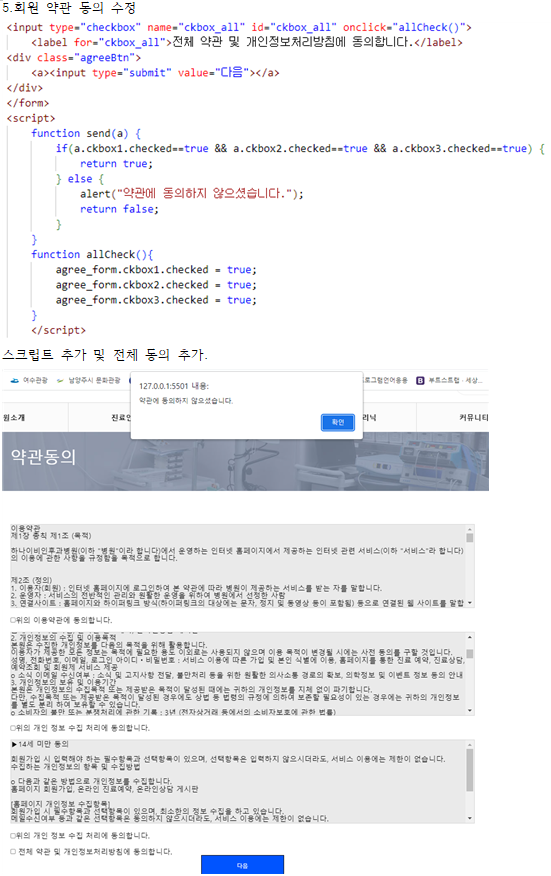 5.회원 약관 동의 수정
<input type="checkbox" name="ckbox_all" id="ckbox_all" onclick="allCheck()">
<label for="ckbox_all">전체 약관 및 개인정보처리방침에 동의합니다.</label>
<div class="agreeBtn">
<a><input type="submit" value="다음"></a>
</div>
</form>
<script>
function send(a) {
if(a.ckbox1.checked==true && a.ckbox2.checked==true && a.ckbox3.checked==true) {
return true;
} else {
alert("약관에 동의하지 않으셨습니다.");
return false;
}
}
function allCheck(){
agree_form.ckbox1.checked = true;
agree_form.ckbox2.checked = true;
agree_form.ckbox3.checked = true;
}
</script>
스크립트 추가 및 전체 동의 추가.
여수관광 남양주시 문화관광 프로그램언어응용 부트스트랩 · 세상...
127.0.0.1:5501 내용:
약관에 동의하지 않으셨습니다.
확인
원소개 진료안 커뮤니티
약관동의
이용약관
제1장 총칙 제1조 (목적)
하나이비인후과병원(이하 "병원"이라 합니다)에서 운영하는 인터넷 홈페이지에서 제공하는 인터넷 관련 서비스(이하 "서비스"라 합니다)
의 이용에 관한 사항을 규정함을 목적으로 합니다.
제2조 (정의)
1. 이용자(회원) : 인터넷 홈페이지에 로그인하여 본 약관에 따라 병원이 제공하는 서비스를 받는 자를 말합니다.
2. 운영자 : 서비스의 전반적인 관리와 원활한 운영을 위하여 병원에서 선정한 사람
3. 연결사이트 : 홈페이지와 하이퍼링크 방식(하이퍼링크의 대상에는 문자, 정지 및 동영상 등이 포함됨) 등으로 연결된 웹 사이트를 말합
위의 이용약관에 동의합니다.
2. 개인정보의 수집 및 이용목적
본원은 수집한 개인정보를 다음의 목적을 위해 활용합니다.
이용자가 제공한 모든 정보는 목적에 필요한 용도 이외로는 사용되지 않으며 이용 목적이 변경될 시에는 사전 동의를 구할 것입니다.
성명, 전화번호, 이메일, 로그인 아이디・비밀번호 : 서비스 이용에 따른 가입 및 본인 식별에 이용, 홈페이지를 통한 진료 예약, 진료상담,
예약조회 및 회원제 서비스 제공
o 소식 이메일 수신여부 : 소식 및 고지사항 전달, 불만처리 등을 위한 원활한 의사소통 경로의 확보, 의학정보 및 이벤트 정보 등의 안내
3. 개인정보의 보유 및 이용기간
본원은 개인정보의 수집목적 또는 제공받은 목적이 달성된 때에는 귀하의 개인정보를 지체 없이 파기합니다.
다만, 수집목적 또는 제공받은 목적이 달성된 경우에도 상법 등 법령의 규정에 의하여 보존할 필요성이 있는 경우에는 귀하의 개인정보
를 별도 분리 하여 보유할 수 있습니다.
o 소비자의 불만 또는 분쟁처리에 관한 기록 : 3년 (전자상거래 등에서의 소비자보호에 관한 법률)
위의 개인 정보 수집 처리에 동의합니다.
▶14세 미만 동의
회원가입 시 입력해야 하는 필수항목과 선택항목이 있으며, 선택항목은 입력하지 않으시더라도, 서비스 이용에는 제한이 없습니다.
수집하는 개인정보의 항목 및 수집방법
o 다음과 같은 방법으로 개인정보를 수집합니다.
홈페이지 회원가입, 온라인 진료예약, 온라인상담 게시판
[홈페이지 개인정보 수집항목]
회원가입 시 필수항목과 선택항목이 있으며, 최소한의 정보 수집을 하고 있습니다.
메일수신여부 등과 같은 선택항목은 동의하지 않으시더라도, 서비스 이용에는 제한이 없습니다.
위의 개인 정보 수집 처리에 동의합니다.
전체 약관 및 개인정보처리방침에 동의합니다.
다음